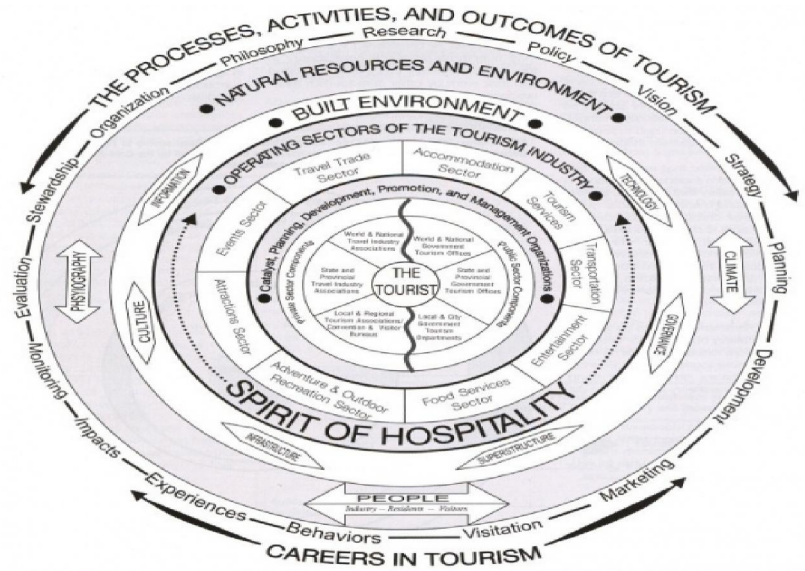 THE PROCESSES, ACTIVITIES, AND OUTCOMES OF TOURISM
Philosophy
Research
Policy
Vision
Strategy
Planning
Development
Marketing
Visitation
Behaviors
Experiences
Impacts
Monitoring
Evaluation
Stewardship
Organization
NATURAL RESOURCES AND ENVIRONMENT
PHSYIOGRAPHY
CLIMATE
PEOPLE
Industry – Residents – Visitors
BUILT ENVIRONMENT
INFORMATION
TECHNOLOGY
GOVERNANCE
SUPERSTRUCTURE
INFRASTRUCTURE
CULTURE
OPERATING SECTORS OF THE TOURISM INDUSTRY
Travel Trade
Sector
Accommodation
Sector
Tourism
Services
Transportation
Sector
Entertainment
Sector
Food Services
Sector
Adventure & Outdoor
Recreation Sector
Attractions Sector
Events Sector
SPIRIT OF HOSPITALITY
Catalyst, Planning, Development, Promotion, and Management Organizations
Private Sector Components
Public Sector Components
World & National
Travel Industry
Associations
World & National
Government
Tourism Offices
State and
Provincial
Travel Industry
Associations
State and
Provincial
Government
Tourism Offices
Local & Regional
Tourism Associations/
Convention & Visitor
Bureaus
Local & City
Government
Tourism
Departments
THE
TOURIST
CAREERS IN TOURISM